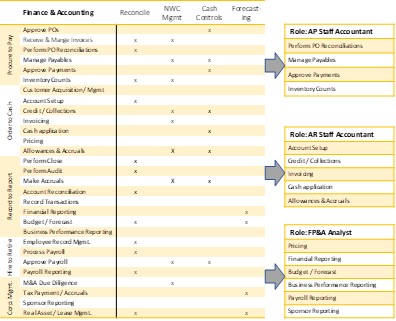 Finance & Accounting Reconcile NWC Mgmt Cash Controls Forecast-ing
Procure to Pay
Approve POs x
Receive & Marge Invoices x x
Perform PO Reconciliations x
Manage Payables x x
Approve Payments x
Inventory Counts x x
Order to Cash
Customer Acquisition / Mgmt
Account Setup x
Credit / Collections x x
Invoicing x x
Cash application x
Pricing
Allowances & Accruals X x
Record to Report
Perform Close x
Perform Audit x
Make Accruals x X x
Account Reconciliation x
Record Transactions
Financial Reporting x
Budget / Forecast x x
Business Performance Reporting
Hire to Retire
Employee Record Mgmt. x
Process Payroll x
Approve Payroll x x
Payroll Reporting x
Corp Mgmt.
M&A Due Diligence x
Tax Payment / Accruals x
Sponsor Reporting
Real Asset / Lease Mgmt. x x
Role: AP Staff Accountant
Perform PO Reconciliations
Manage Payables
Approve Payments
Inventory Counts
Role: AR Staff Accountant
Account Setup
Credit / Collections
Invoicing
Cash application
Allowances & Accruals
Role: FP&A Analyst
Pricing
Financial Reporting
Budget / Forecast
Business Performance Reporting
Payroll Reporting
Sponsor Reporting